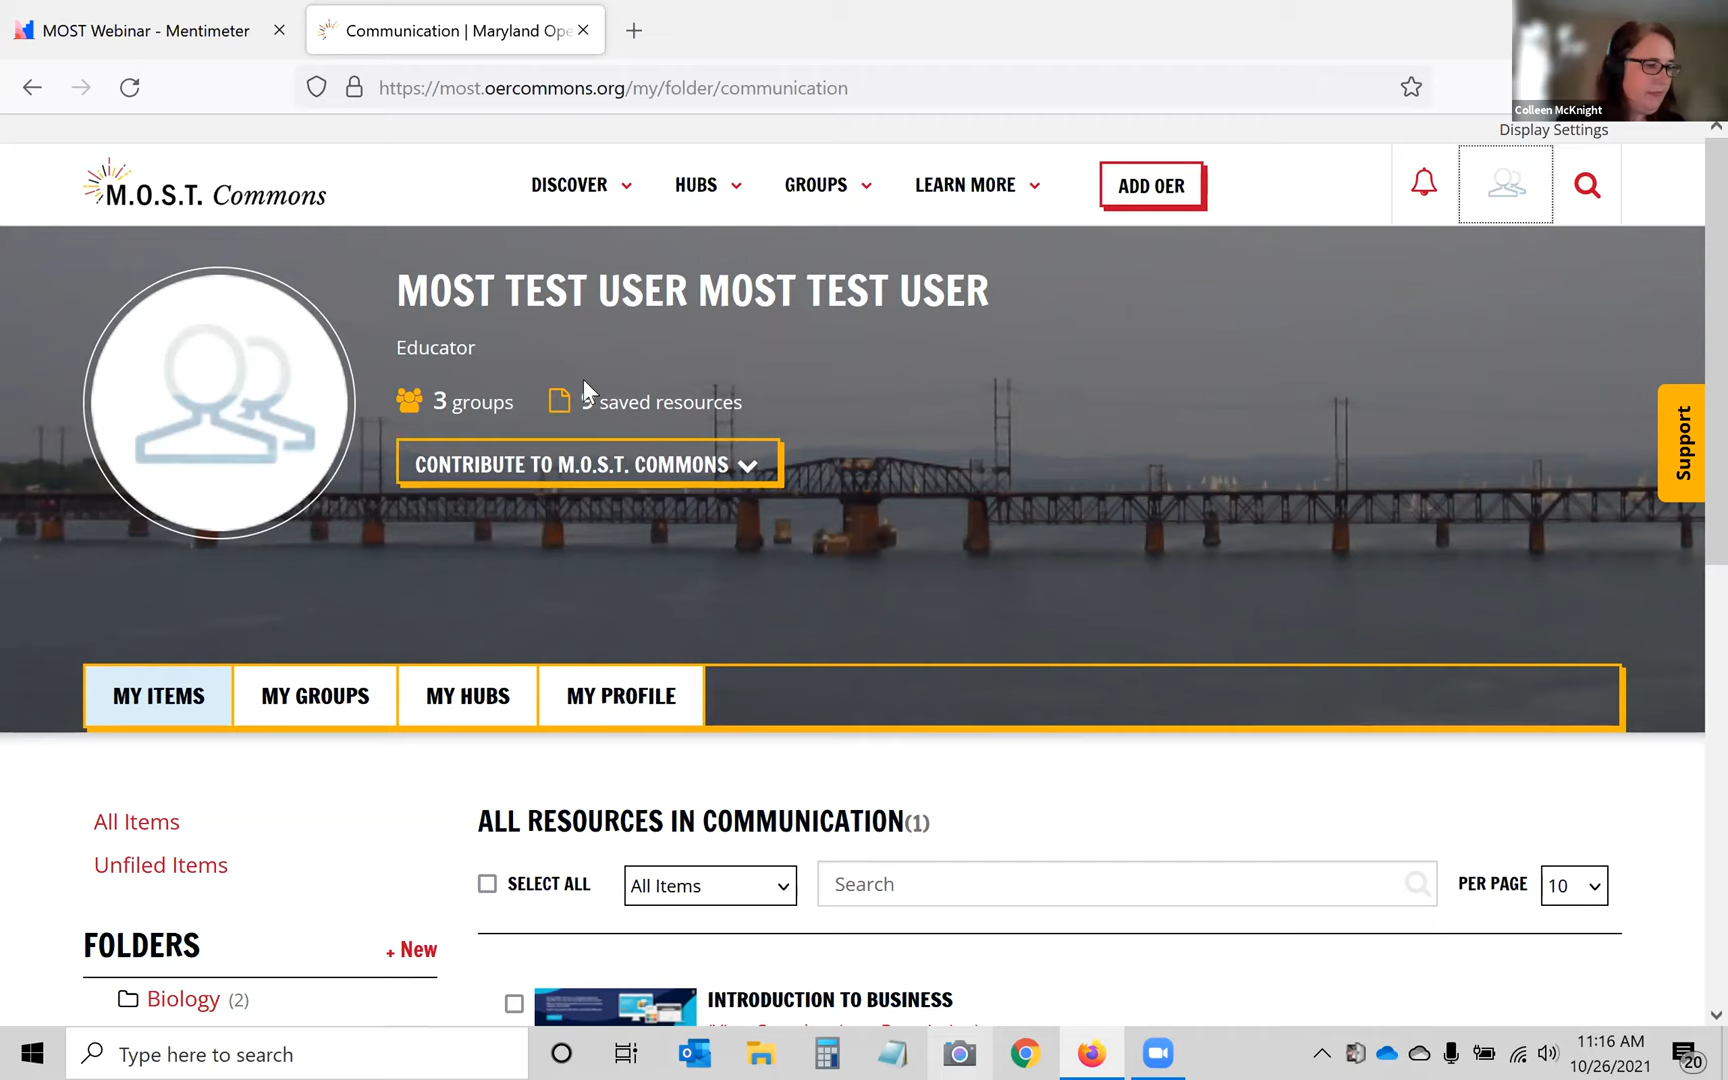 MOST Webinar - Mentimeter
Communication | Maryland Ope
https://most.oercommons.org/my/folder/communication
Colleen McKnight
Display Settings
M.O.S.T. Commons
DISCOVER
HUBS
GROUPS
LEARN MORE
ADD OER
MOST TEST USER MOST TEST USER
Educator
3 groups
saved resources
CONTRIBUTE TO M.O.S.T. COMMONS
Support
MY ITEMS
MY GROUPS
MY HUBS
MY PROFILE
All Items
Unfiled Items
FOLDERS
+ New
Biology (2)
ALL RESOURCES IN COMMUNICATION(1)
SELECT ALL
All Items
Search
PER PAGE
10
INTRODUCTION TO BUSINESS
Type here to search
11:16 AM
10/26/2021
20